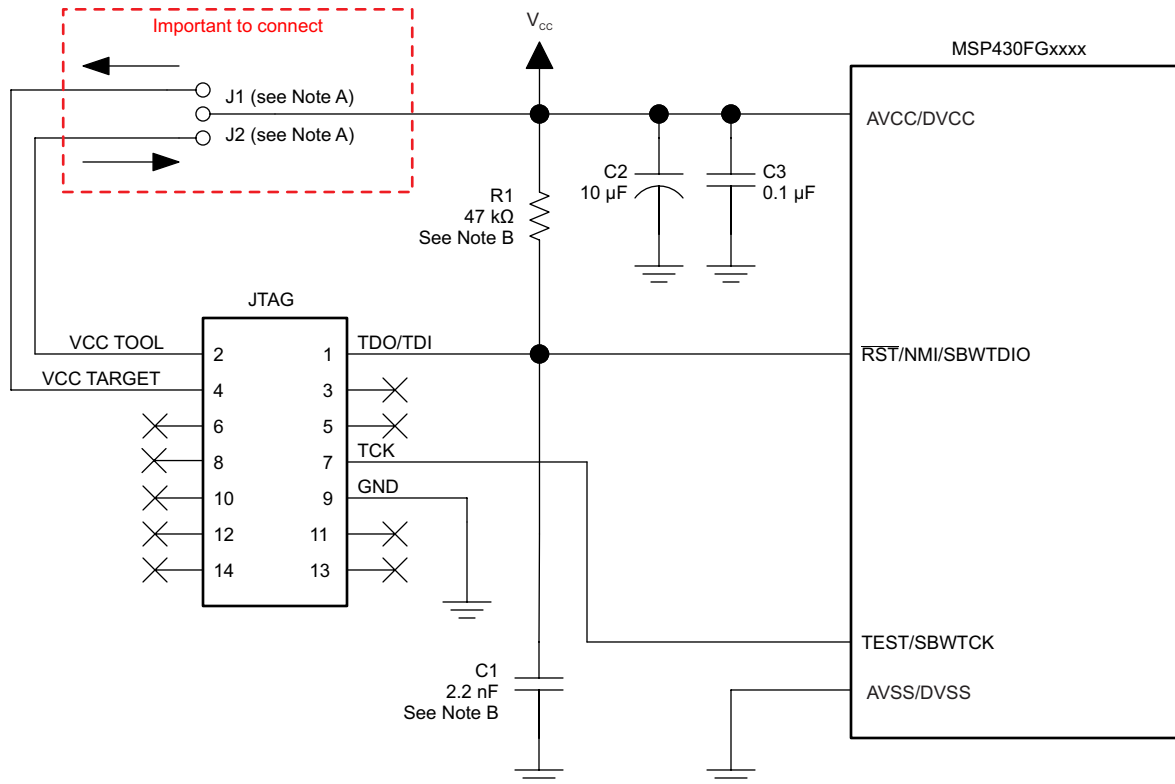 Important to connect
VCC
MSP430FGxxxx
J1 (see Note A)
J2 (see Note A)
AVCC/DVCC
C2
10 µF
C3
0.1 µF
R1
47 kΩ
See Note B
JTAG
VCC TOOL
2
1
TDO/TDI
RST/NMI/SBWTDIO
VCC TARGET
4
3
6
5
8
7
TCK
10
9
GND
12
11
14
13
TEST/SBWTCK
C1
2.2 nF
See Note B
AVSS/DVSS